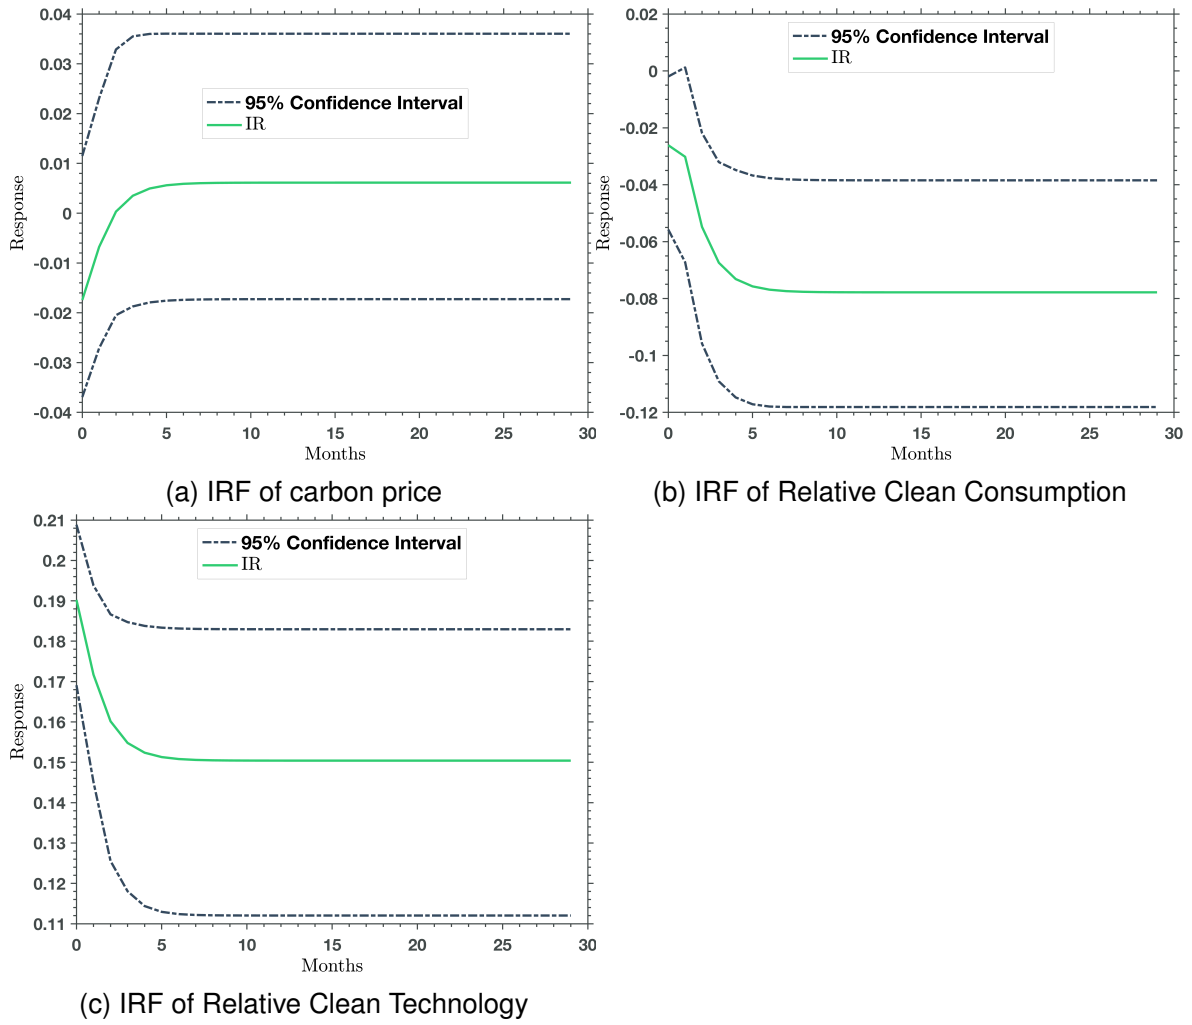 0.04
0.03
0.02
0.01
0
-0.01
-0.02
-0.03
-0.04
Response
95% Confidence Interval
IR
0 5 10 15 20 25 30
Months
(a) IRF of carbon price
0.02
0
-0.02
-0.04
-0.06
-0.08
-0.1
-0.12
Response
95% Confidence Interval
IR
0 5 10 15 20 25 30
Months
(b) IRF of Relative Clean Consumption
0.21
0.2
0.19
0.18
0.17
0.16
0.15
0.14
0.13
0.12
0.11
Response
95% Confidence Interval
IR
0 5 10 15 20 25 30
Months
(c) IRF of Relative Clean Technology